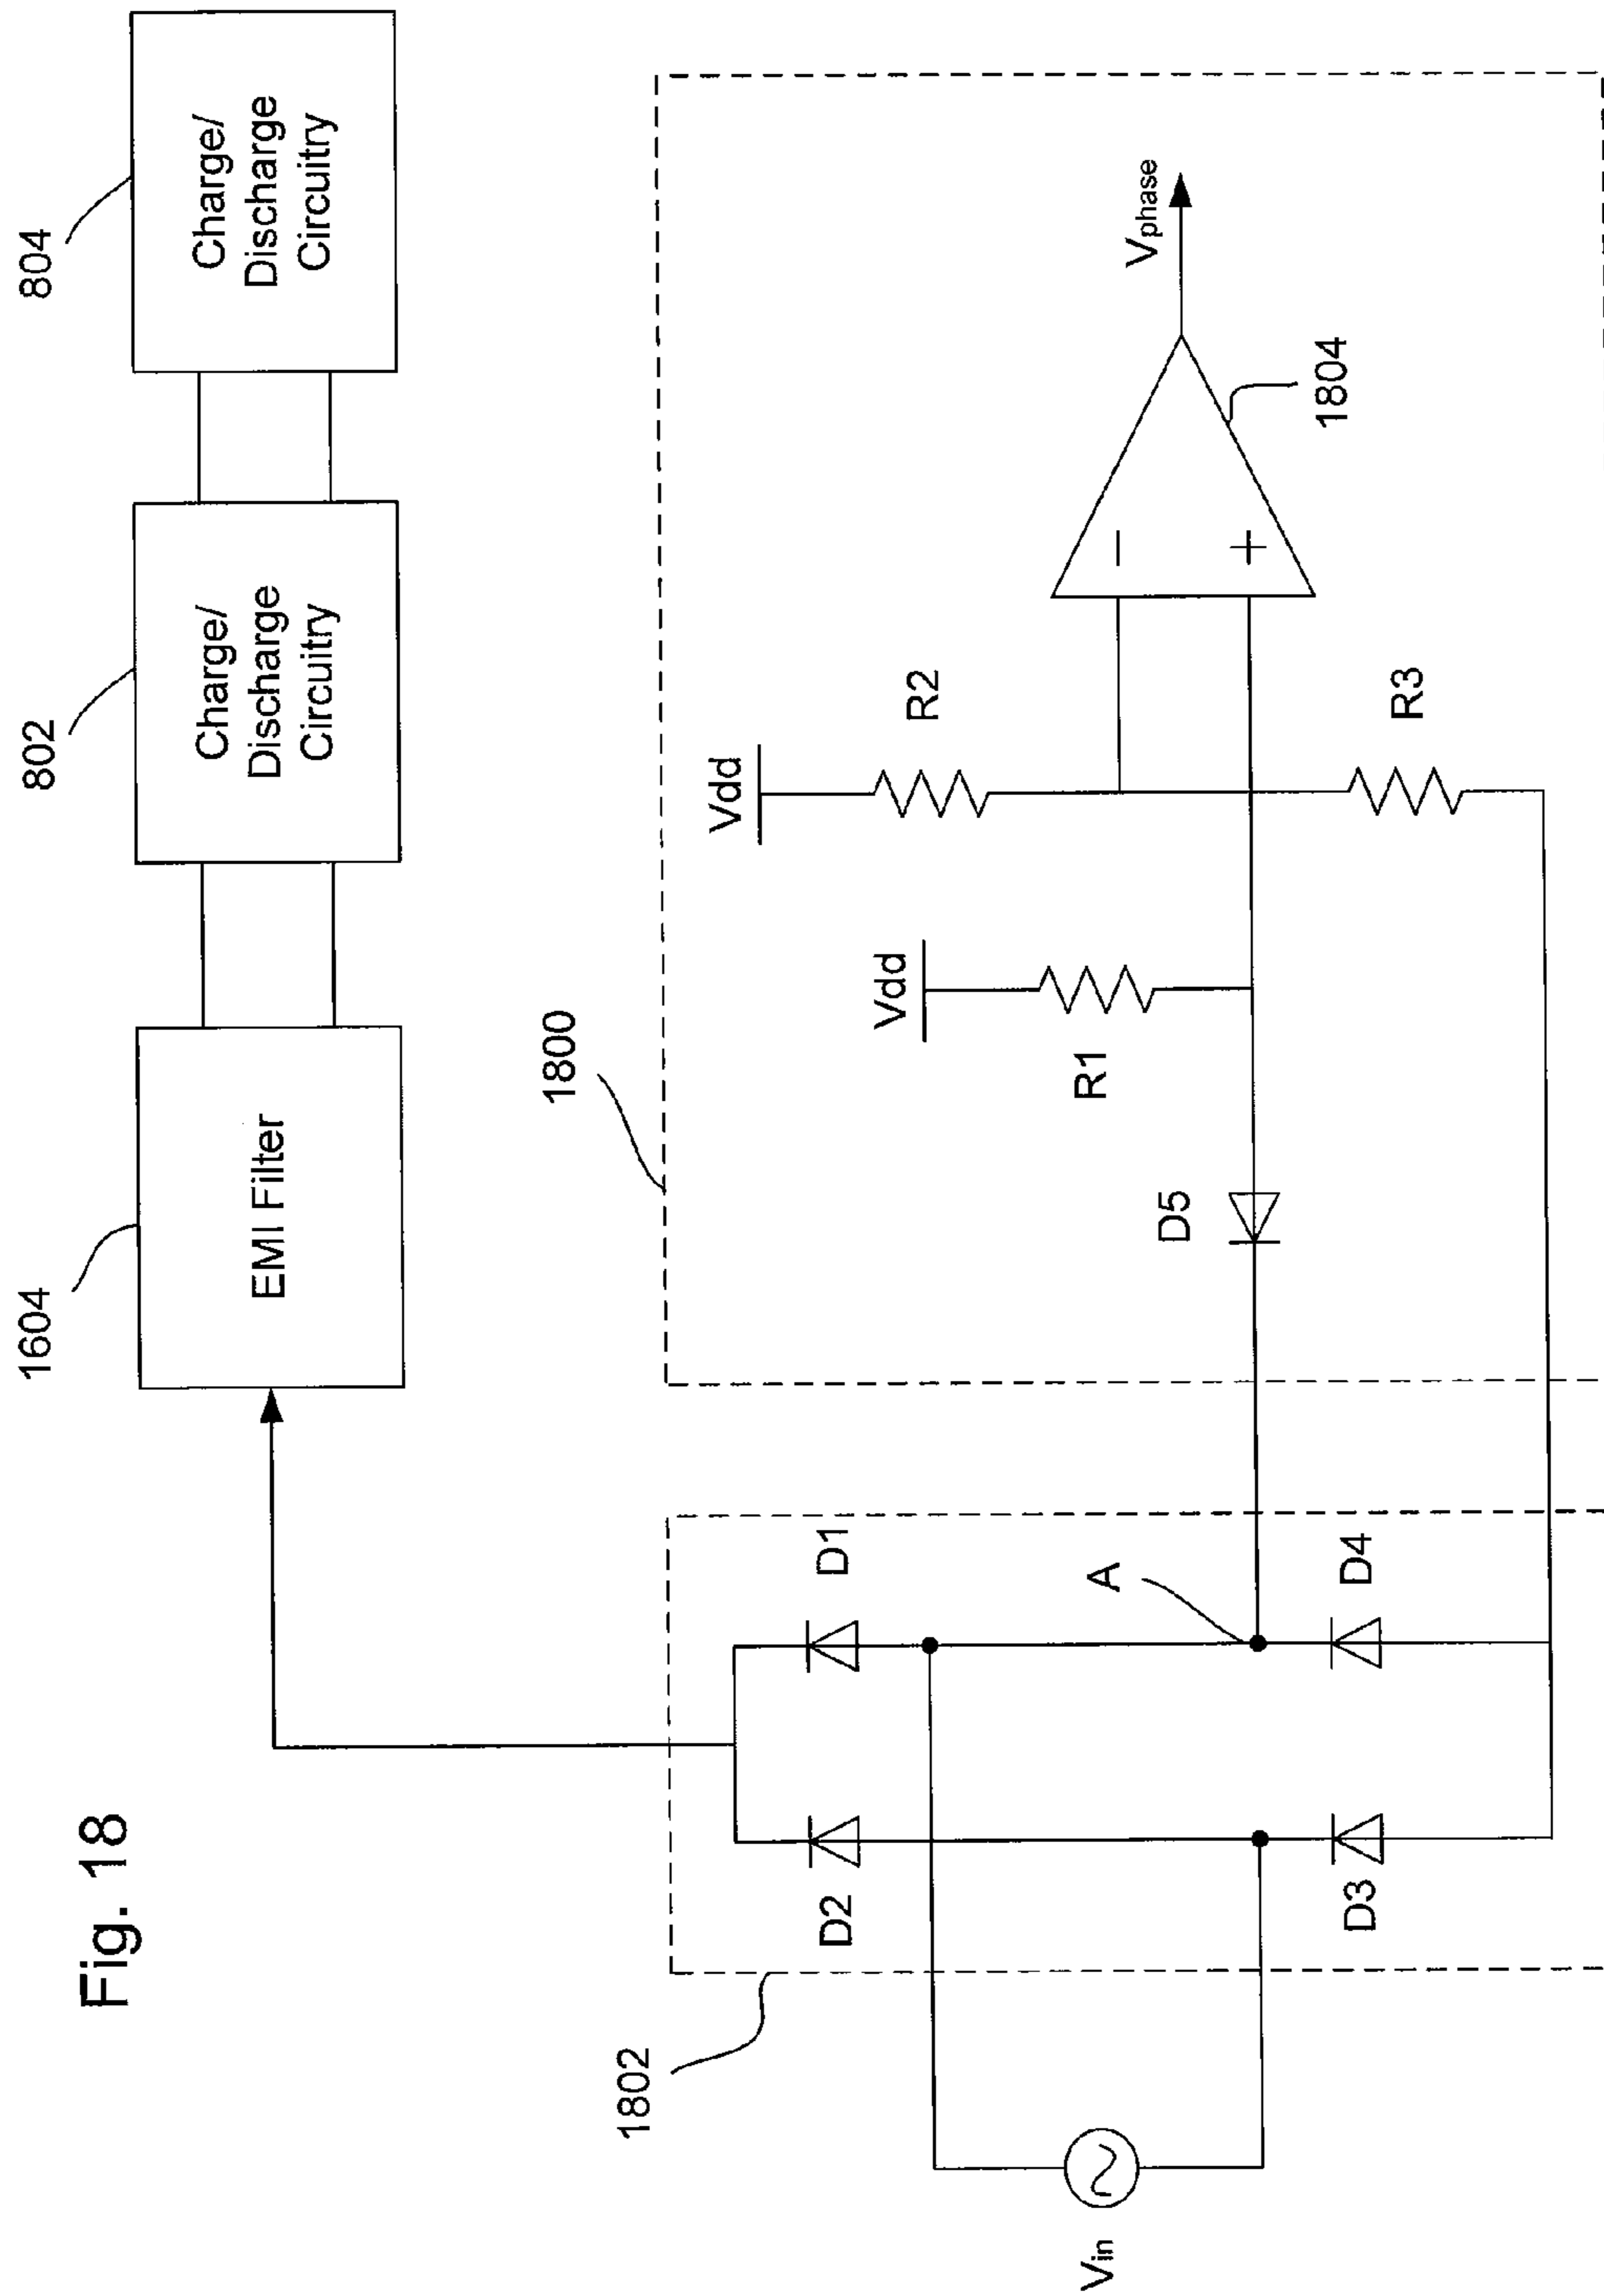 Fig. 18
1604
EMI Filter
802
Charge/
Discharge
Circuitry
804
Charge/
Discharge
Circuitry
1802
1800
Vin
D2
D1
D3
D4
A
D5
Vdd
R1
Vdd
R2
R3
−
+
1804
Vphase